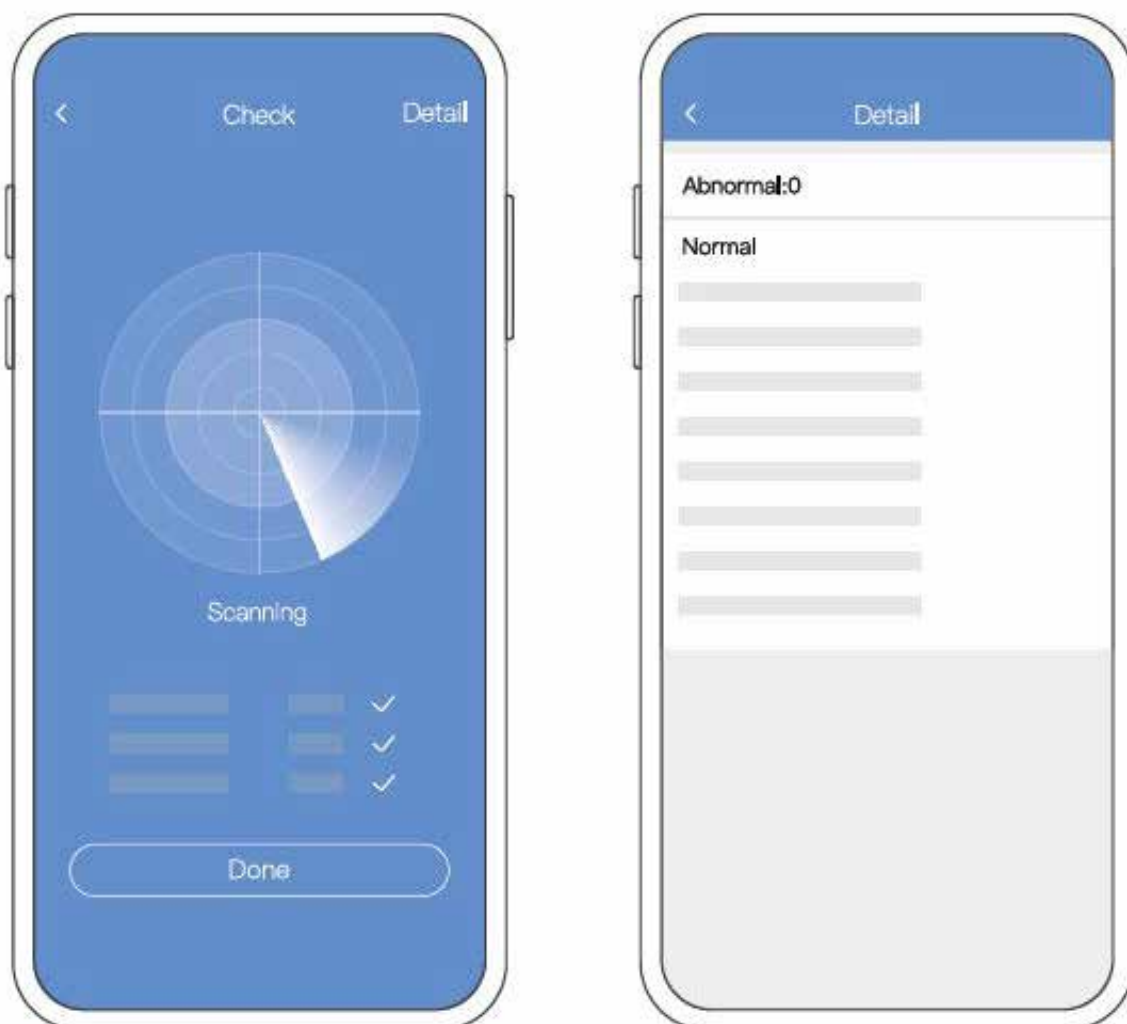 Check Detail
Scanning
Done
Detail
Abnormal:0
Normal